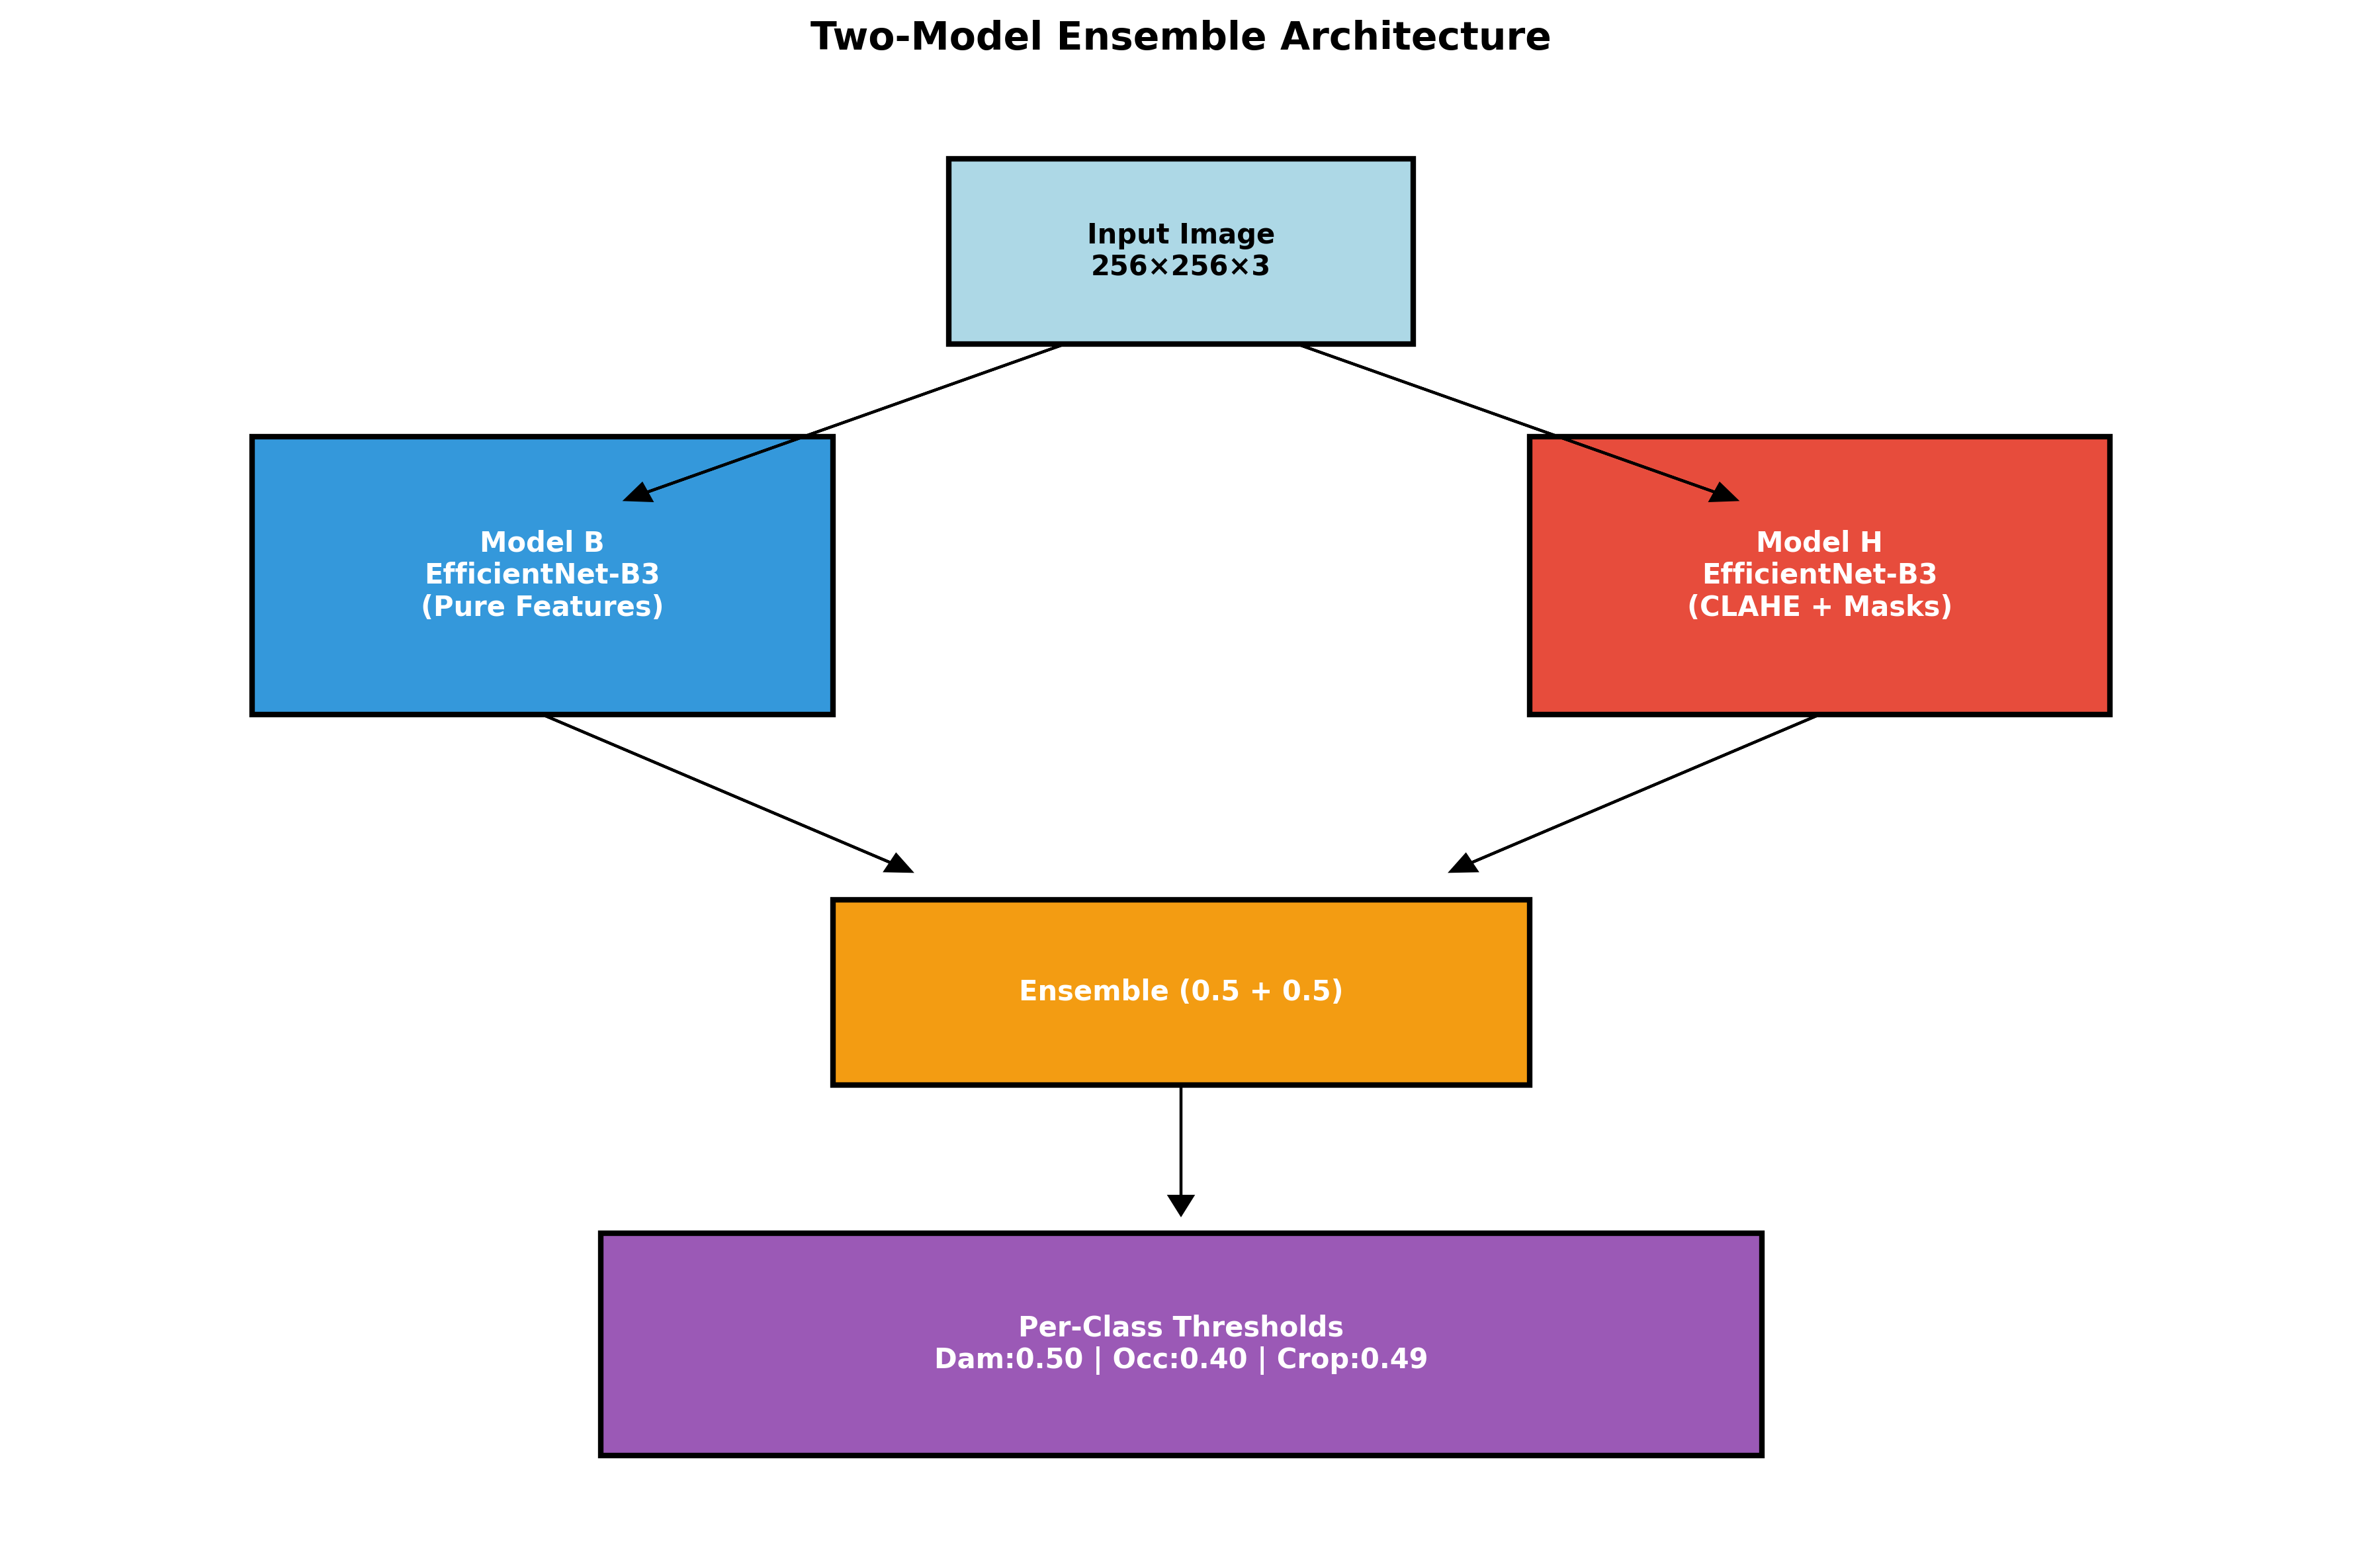 Two-Model Ensemble Architecture
Input Image
256×256×3
Model B
EfficientNet-B3
(Pure Features)
Model H
EfficientNet-B3
(CLAHE + Masks)
Ensemble (0.5 + 0.5)
Per-Class Thresholds
Dam:0.50 | Occ:0.40 | Crop:0.49